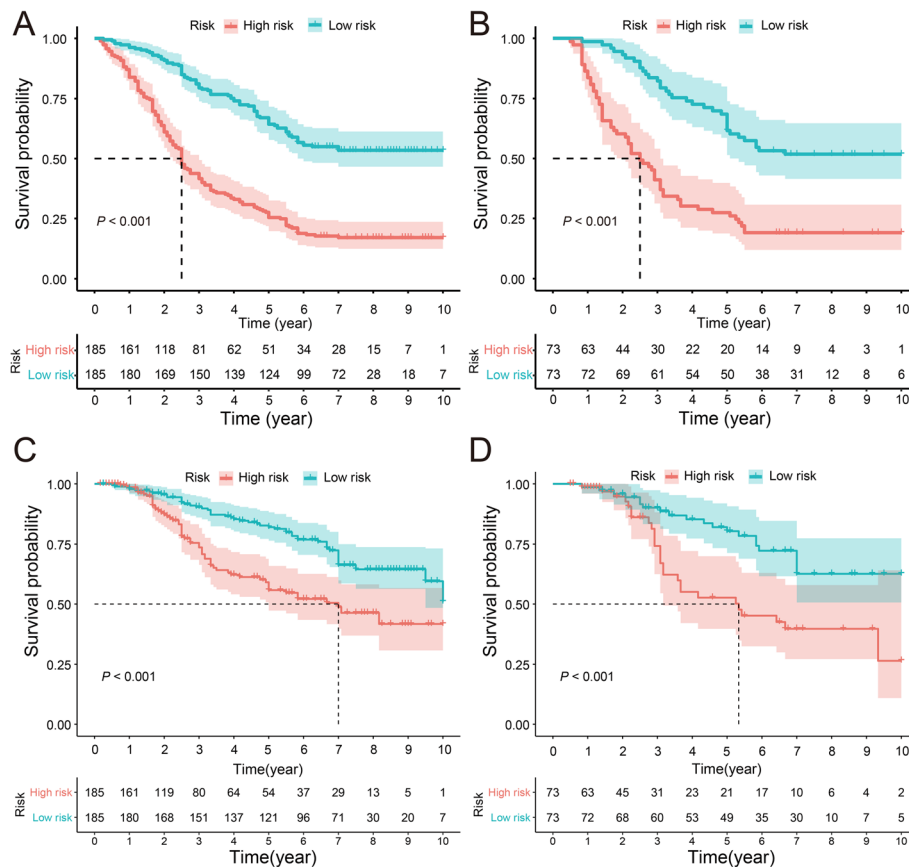 A
Risk High risk Low risk
1.00
0.75
0.50
0.25
0.00
Survival probability
P < 0.001
0 1 2 3 4 5 6 7 8 9 10
Time (year)
Risk
High risk 185 161 118 81 62 51 34 28 15 7 1
Low risk 185 180 169 150 139 124 99 72 28 18 7
0 1 2 3 4 5 6 7 8 9 10
Time (year)
B
Risk High risk Low risk
1.00
0.75
0.50
0.25
0.00
Survival probability
P < 0.001
0 1 2 3 4 5 6 7 8 9 10
Time (year)
Risk
High risk 73 63 44 30 22 20 14 9 4 3 1
Low risk 73 72 69 61 54 50 38 31 12 8 6
0 1 2 3 4 5 6 7 8 9 10
Time (year)
C
Risk High risk Low risk
1.00
0.75
0.50
0.25
0.00
Survival probability
P < 0.001
0 1 2 3 4 5 6 7 8 9 10
Time(year)
Risk
High risk 185 161 119 80 64 54 37 29 13 5 1
Low risk 185 180 168 151 137 121 96 71 30 20 7
0 1 2 3 4 5 6 7 8 9 10
Time(year)
D
Risk High risk Low risk
1.00
0.75
0.50
0.25
0.00
Survival probability
P < 0.001
0 1 2 3 4 5 6 7 8 9 10
Time(year)
Risk
High risk 73 63 45 31 23 21 17 10 6 4 2
Low risk 73 72 68 60 53 49 35 30 10 7 5
0 1 2 3 4 5 6 7 8 9 10
Time(year)